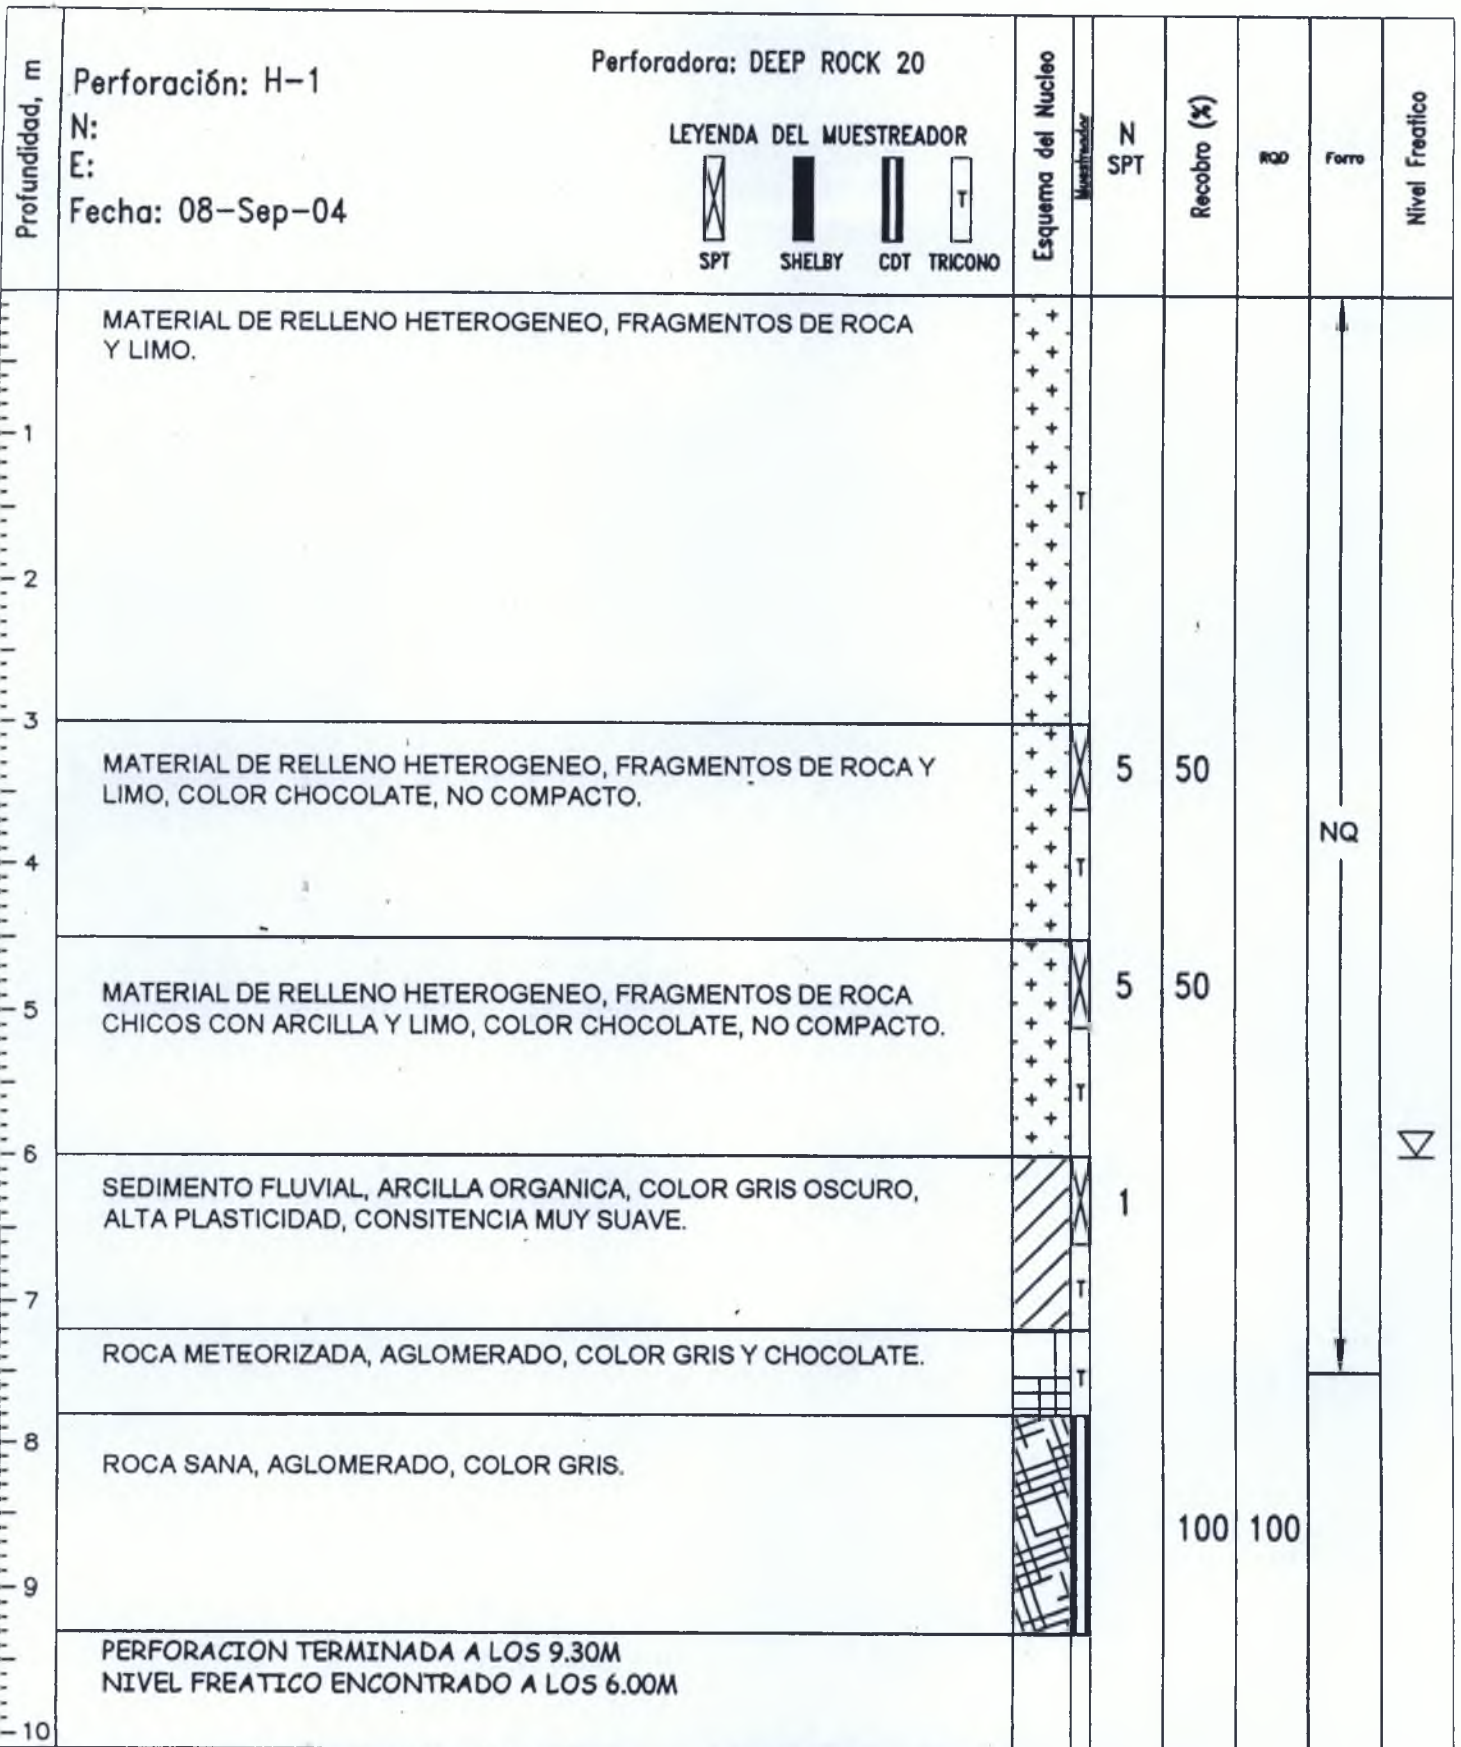 Profundidad, m
Perforación: H-1
N:
E:
Fecha: 08-Sep-04
Perforadora: DEEP ROCK 20
LEYENDA DEL MUESTREADOR
T
SPT SHELBY CDT TRICONO
Esquema del Nucleo
Muestreador
N
SPT
Recobro (%)
RQD
Forro
Nivel Freatico
MATERIAL DE RELLENO HETEROGENEO, FRAGMENTOS DE ROCA
Y LIMO.
1
T
2
3
MATERIAL DE RELLENO HETEROGENEO, FRAGMENTOS DE ROCA Y
LIMO, COLOR CHOCOLATE, NO COMPACTO.
5 50
NQ
4
T
MATERIAL DE RELLENO HETEROGENEO, FRAGMENTOS DE ROCA
CHICOS CON ARCILLA Y LIMO, COLOR CHOCOLATE, NO COMPACTO.
5 50
5
T
6
SEDIMENTO FLUVIAL, ARCILLA ORGANICA, COLOR GRIS OSCURO,
ALTA PLASTICIDAD, CONSITENCIA MUY SUAVE.
1
7
T
ROCA METEORIZADA, AGLOMERADO, COLOR GRIS Y CHOCOLATE.
T
8
ROCA SANA, AGLOMERADO, COLOR GRIS.
100 100
9
PERFORACION TERMINADA A LOS 9.30M
NIVEL FREATICO ENCONTRADO A LOS 6.00M
10